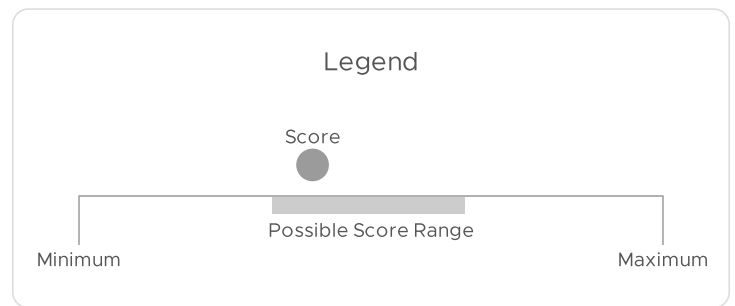 Legend
Score
Possible Score Range
Minimum
Maximum